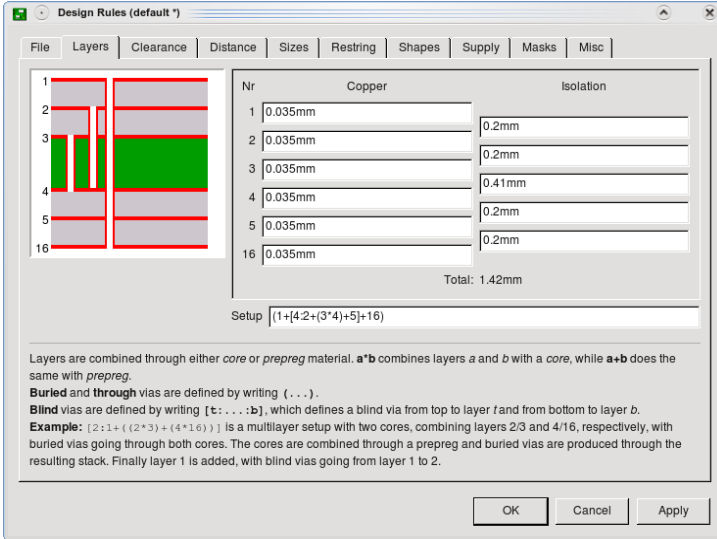 Design Rules (default *)
File Layers Clearance Distance Sizes Restring Shapes Supply Masks Misc
Nr Copper Isolation
1 0.035mm
0.2mm
2 0.035mm
0.2mm
3 0.035mm
0.41mm
4 0.035mm
0.2mm
5 0.035mm
0.2mm
16 0.035mm
1
2
3
4
5
16
Total: 1.42mm
Setup (1+[4:2+(3*4)+5]+16)
Layers are combined through either core or prepreg material. a*b combines layers a and b with a core, while a+b does the
same with prepreg.
Buried and through vias are defined by writing (...).
Blind vias are defined by writing [t:...:b], which defines a blind via from top to layer t and from bottom to layer b.
Example: [2:1+((2*3)+(4*16))] is a multilayer setup with two cores, combining layers 2/3 and 4/16, respectively, with
buried vias going through both cores. The cores are combined through a prepreg and buried vias are produced through the
resulting stack. Finally layer 1 is added, with blind vias going from layer 1 to 2.
OK Cancel Apply